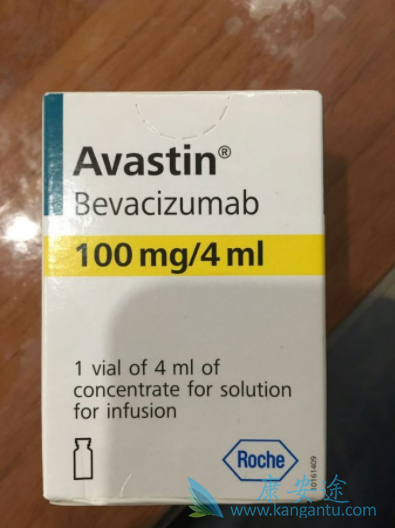 Avastin®
Bevacizumab
100 mg/4 ml
1 vial of 4 ml of
concentrate for solution
for infusion
Roche
10161409
康安途
www.kangantu.com